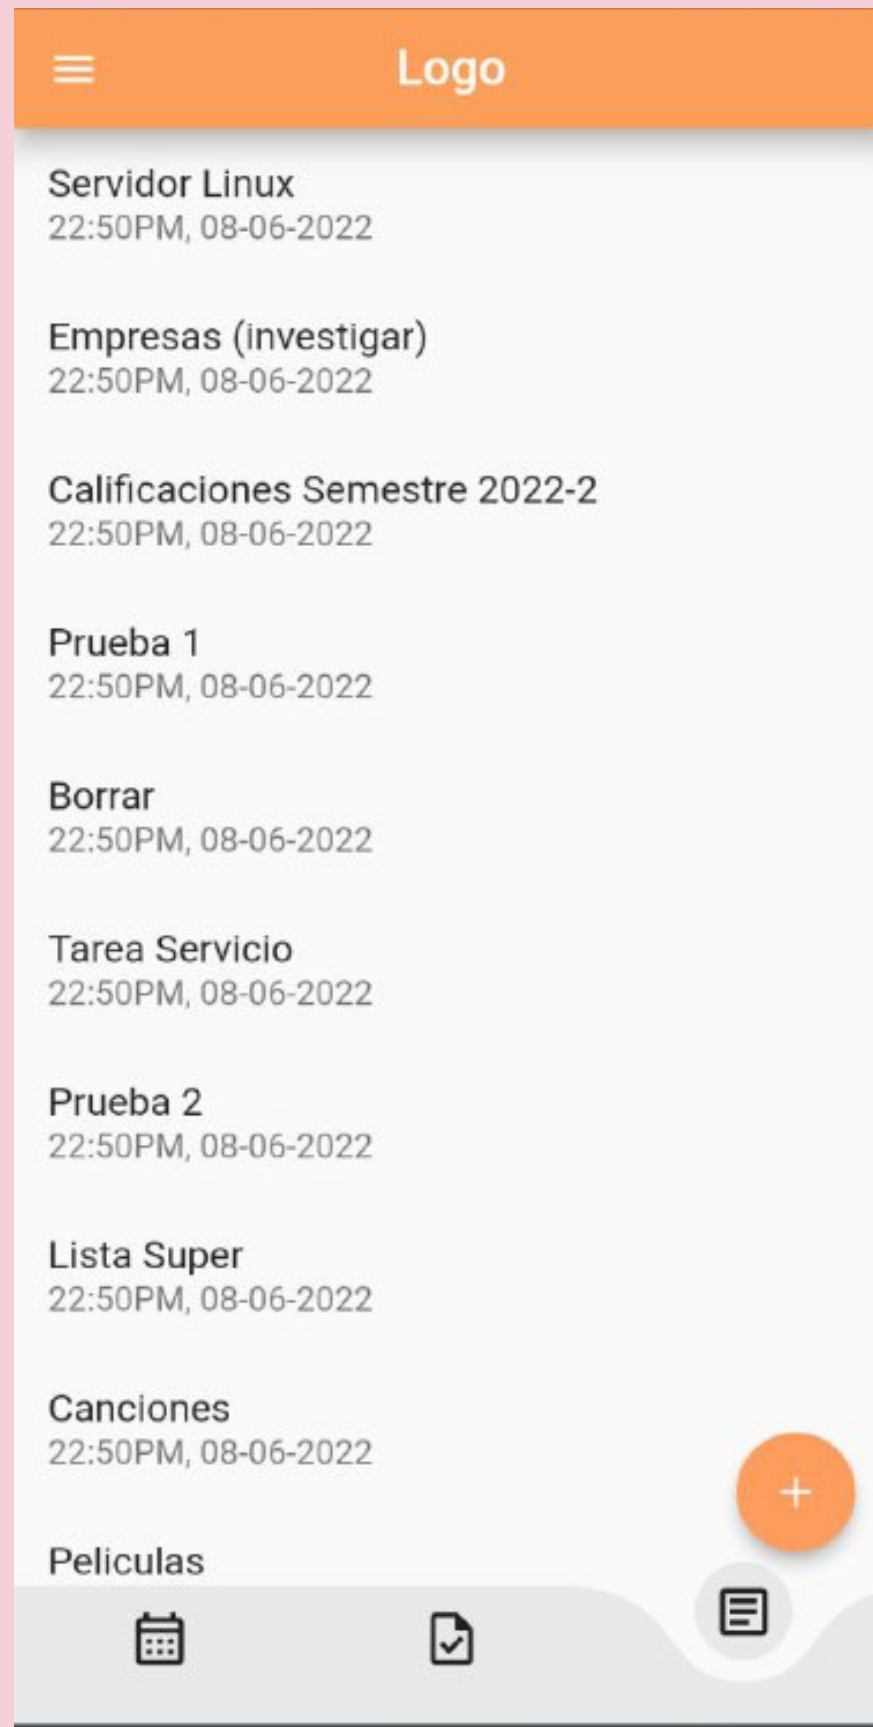 Logo
Servidor Linux
22:50PM, 08-06-2022
Empresas (investigar)
22:50PM, 08-06-2022
Calificaciones Semestre 2022-2
22:50PM, 08-06-2022
Prueba 1
22:50PM, 08-06-2022
Borrar
22:50PM, 08-06-2022
Tarea Servicio
22:50PM, 08-06-2022
Prueba 2
22:50PM, 08-06-2022
Lista Super
22:50PM, 08-06-2022
Canciones
22:50PM, 08-06-2022
Peliculas